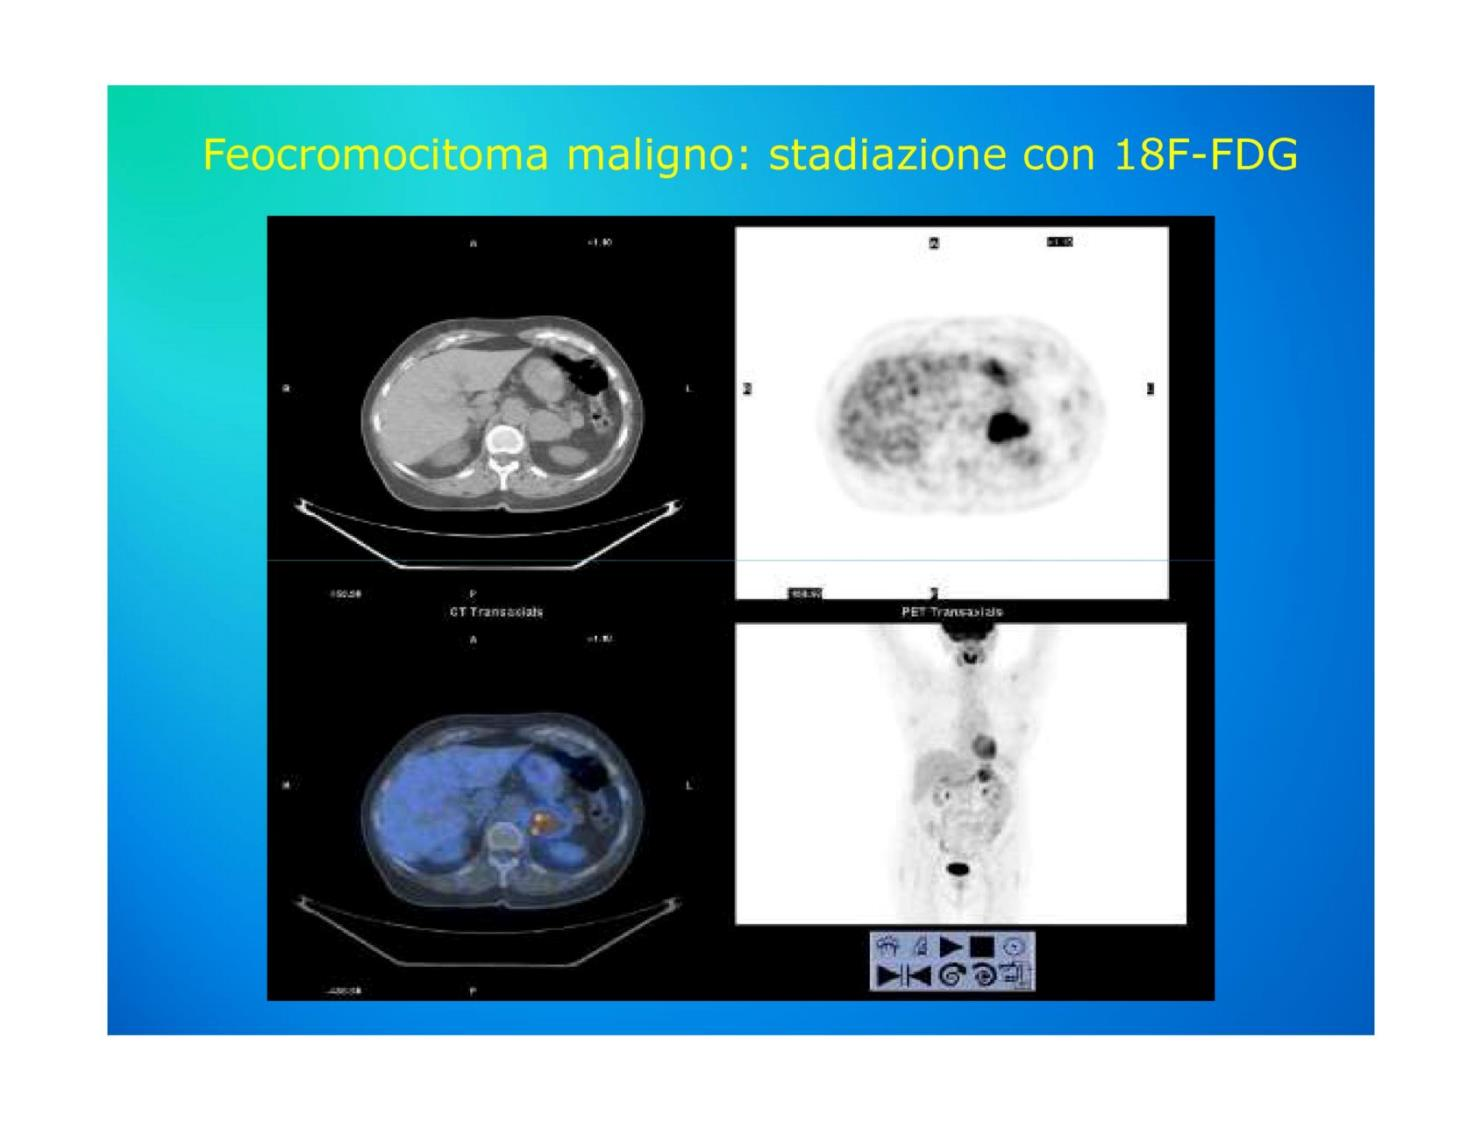 Feocromocitoma maligno: stadiazione con 18F-FDG
A
R
L
P
CT Transaxials
PET Transaxials
A
L
P